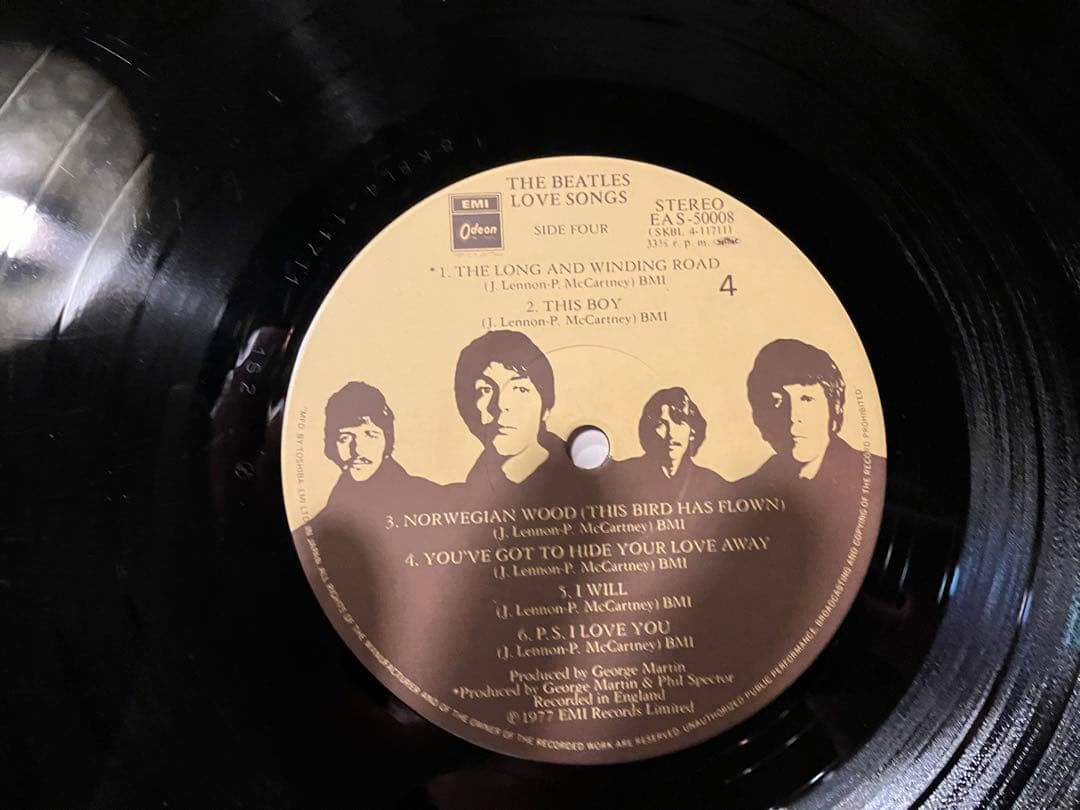 THE BEATLES
LOVE SONGS
EMI
Odeon
SIDE FOUR
STEREO
EAS-50008
(SKBL 4-11711)
33⅓ r. p. m.
*1. THE LONG AND WINDING ROAD
(J. Lennon-P. McCartney) BMI
4
2. THIS BOY
(J. Lennon-P. McCartney) BMI
3. NORWEGIAN WOOD (THIS BIRD HAS FLOWN)
(J. Lennon-P. McCartney) BMI
4. YOU'VE GOT TO HIDE YOUR LOVE AWAY
(J. Lennon-P. McCartney) BMI
5. I WILL
(J. Lennon-P. McCartney) BMI
6. P.S. I LOVE YOU
(J. Lennon-P. McCartney) BMI
Produced by George Martin
*Produced by George Martin & Phil Spector
Recorded in England
℗ 1977 EMI Records Limited
MFD. BY TOSHIBA EMI LTD. IN JAPAN. ALL RIGHTS OF THE MANUFACTURER AND OF THE OWNER OF THE RECORDED WORK ARE RESERVED. UNAUTHORIZED PUBLIC PERFORMANCE, BROADCASTING AND COPYING OF THE RECORD PROHIBITED.
162